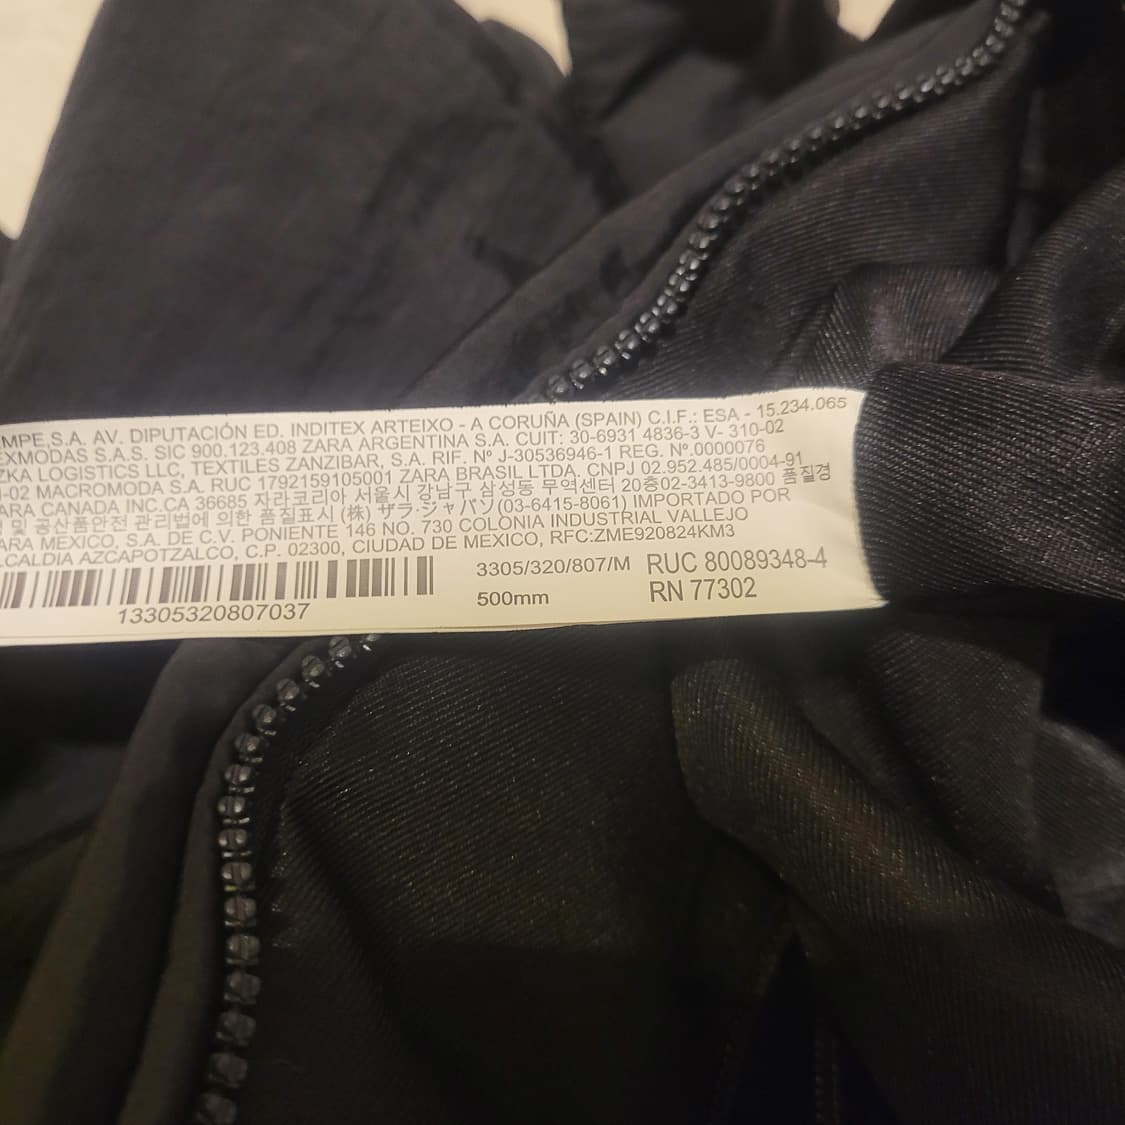 MPE,S.A. AV. DIPUTACIÓN ED. INDITEX ARTEIXO - A CORUÑA (SPAIN) C.I.F.: ESA - 15.234.065
EXMODAS S.A.S. SIC 900.123.408 ZARA ARGENTINA S.A. CUIT: 30-6931 4836-3 V- 310-02
ZKA LOGISTICS LLC, TEXTILES ZANZIBAR, S.A. RIF. Nº J-30536946-1 REG. Nº.0000076
-02 MACROMODA S.A. RUC 1792159105001 ZARA BRASIL LTDA. CNPJ 02.952.485/0004-91
ARA CANADA INC.CA 36685 자라코리아 서울시 강남구 삼성동 무역센터 20층02-3413-9800 품질경
및 공산품안전 관리법에 의한 품질표시 (株) ザラ·ジャパン(03-6415-8061) IMPORTADO POR
ARA MEXICO, S.A. DE C.V. PONIENTE 146 NO. 730 COLONIA INDUSTRIAL VALLEJO
LCALDIA AZCAPOTZALCO, C.P. 02300, CIUDAD DE MEXICO, RFC:ZME920824KM3
3305/320/807/M RUC 80089348-4
13305320807037 500mm RN 77302